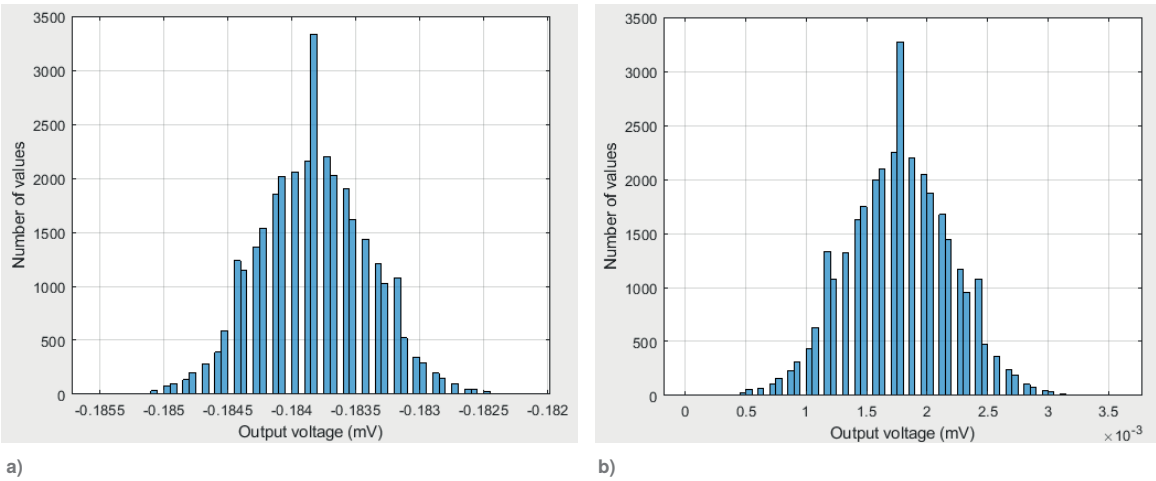 3500
3000
2500
2000
1500
1000
500
0
Number of values
-0.1855 -0.185 -0.1845 -0.184 -0.1835 -0.183 -0.1825 -0.182
Output voltage (mV)
a)
3500
3000
2500
2000
1500
1000
500
0
Number of values
0 0.5 1 1.5 2 2.5 3 3.5
Output voltage (mV)
× 10⁻³
b)